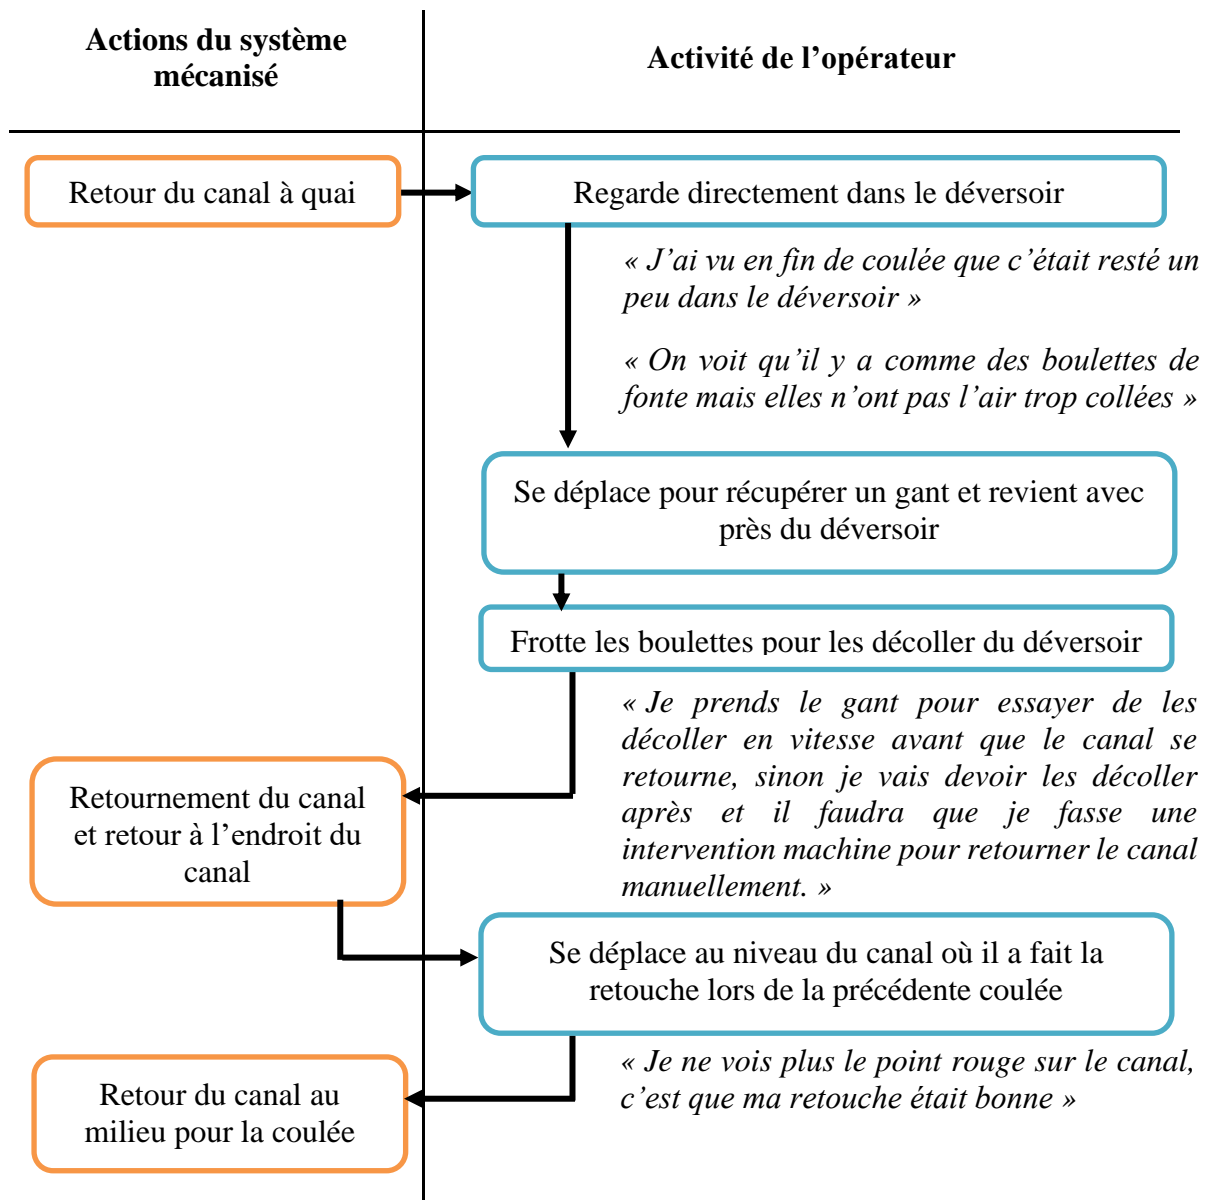 Actions du système
mécanisé
Activité de l’opérateur
Retour du canal à quai
Regarde directement dans le déversoir
« J’ai vu en fin de coulée que c’était resté un
peu dans le déversoir »
« On voit qu’il y a comme des boulettes de
fonte mais elles n’ont pas l’air trop collées »
Se déplace pour récupérer un gant et revient avec
près du déversoir
Frotte les boulettes pour les décoller du déversoir
« Je prends le gant pour essayer de les
décoller en vitesse avant que le canal se
retourne, sinon je vais devoir les décoller
après et il faudra que je fasse une
intervention machine pour retourner le canal
manuellement. »
Retournement du canal
et retour à l’endroit du
canal
Se déplace au niveau du canal où il a fait la
retouche lors de la précédente coulée
« Je ne vois plus le point rouge sur le canal,
c’est que ma retouche était bonne »
Retour du canal au
milieu pour la coulée